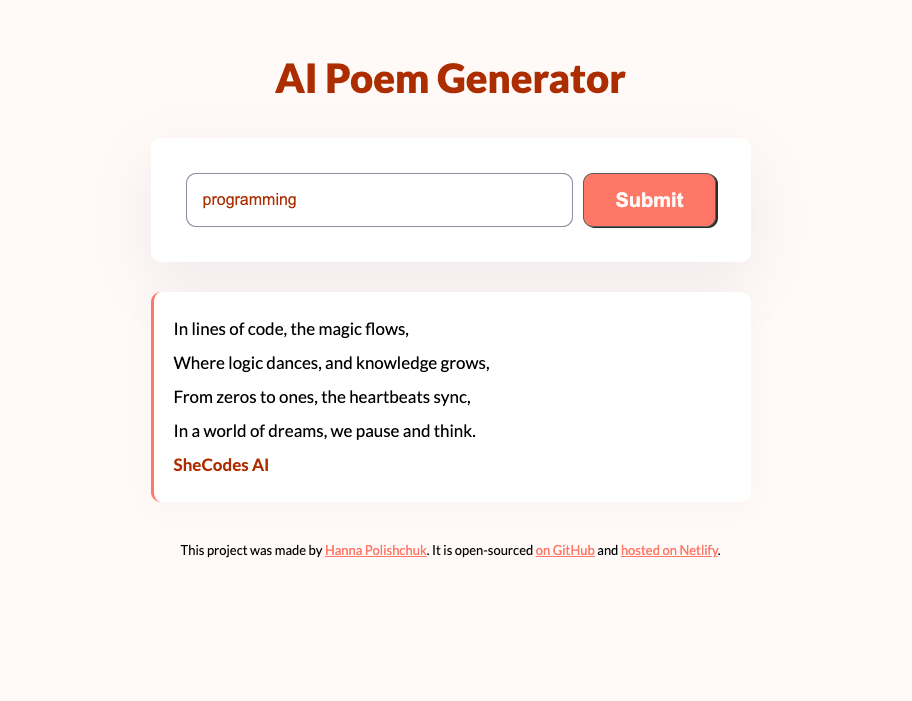 AI Poem Generator
programming
Submit
In lines of code, the magic flows,
Where logic dances, and knowledge grows,
From zeros to ones, the heartbeats sync,
In a world of dreams, we pause and think.
SheCodes AI
This project was made by Hanna Polishchuk. It is open-sourced on GitHub and hosted on Netlify.